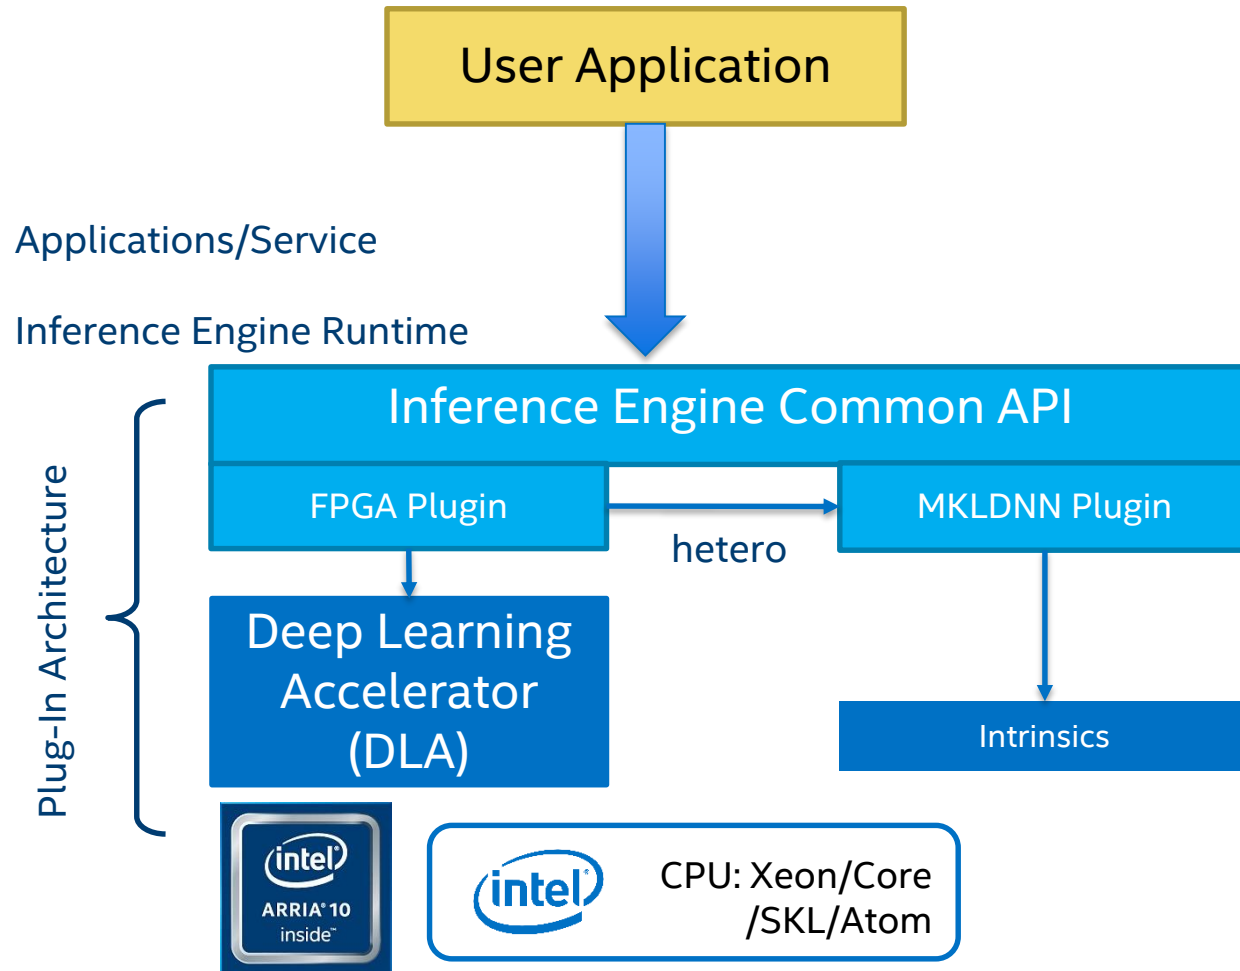 User Application
Applications/Service
Inference Engine Runtime
Inference Engine Common API
FPGA Plugin
MKLDNN Plugin
hetero
Plug-In Architecture
Deep Learning
Accelerator
(DLA)
Intrinsics
intel®
ARRIA® 10
inside™
intel®
CPU: Xeon/Core
/SKL/Atom